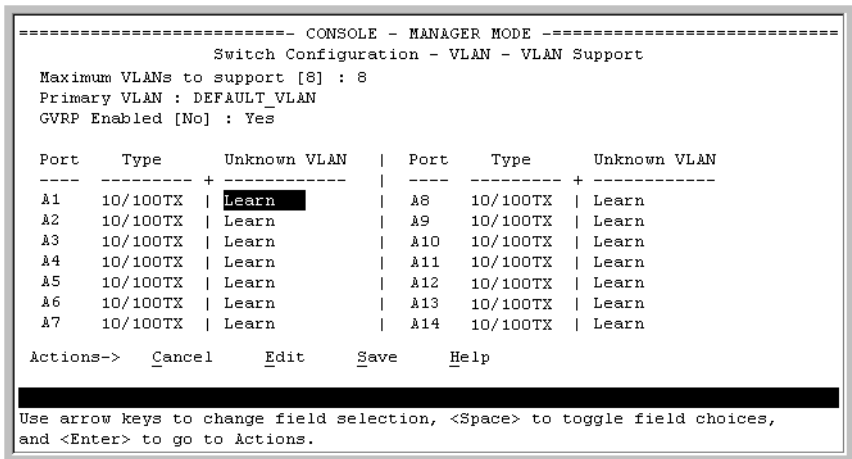 ==========================- CONSOLE - MANAGER MODE -============================
Switch Configuration - VLAN - VLAN Support
Maximum VLANs to support [8] : 8
Primary VLAN : DEFAULT_VLAN
GVRP Enabled [No] : Yes
Port Type Unknown VLAN | Port Type Unknown VLAN
---- --------- + ------------ | ---- --------- + ------------
A1 10/100TX | Learn | A8 10/100TX | Learn
A2 10/100TX | Learn | A9 10/100TX | Learn
A3 10/100TX | Learn | A10 10/100TX | Learn
A4 10/100TX | Learn | A11 10/100TX | Learn
A5 10/100TX | Learn | A12 10/100TX | Learn
A6 10/100TX | Learn | A13 10/100TX | Learn
A7 10/100TX | Learn | A14 10/100TX | Learn
Actions-> Cancel Edit Save Help
Use arrow keys to change field selection, <Space> to toggle field choices,
and <Enter> to go to Actions.